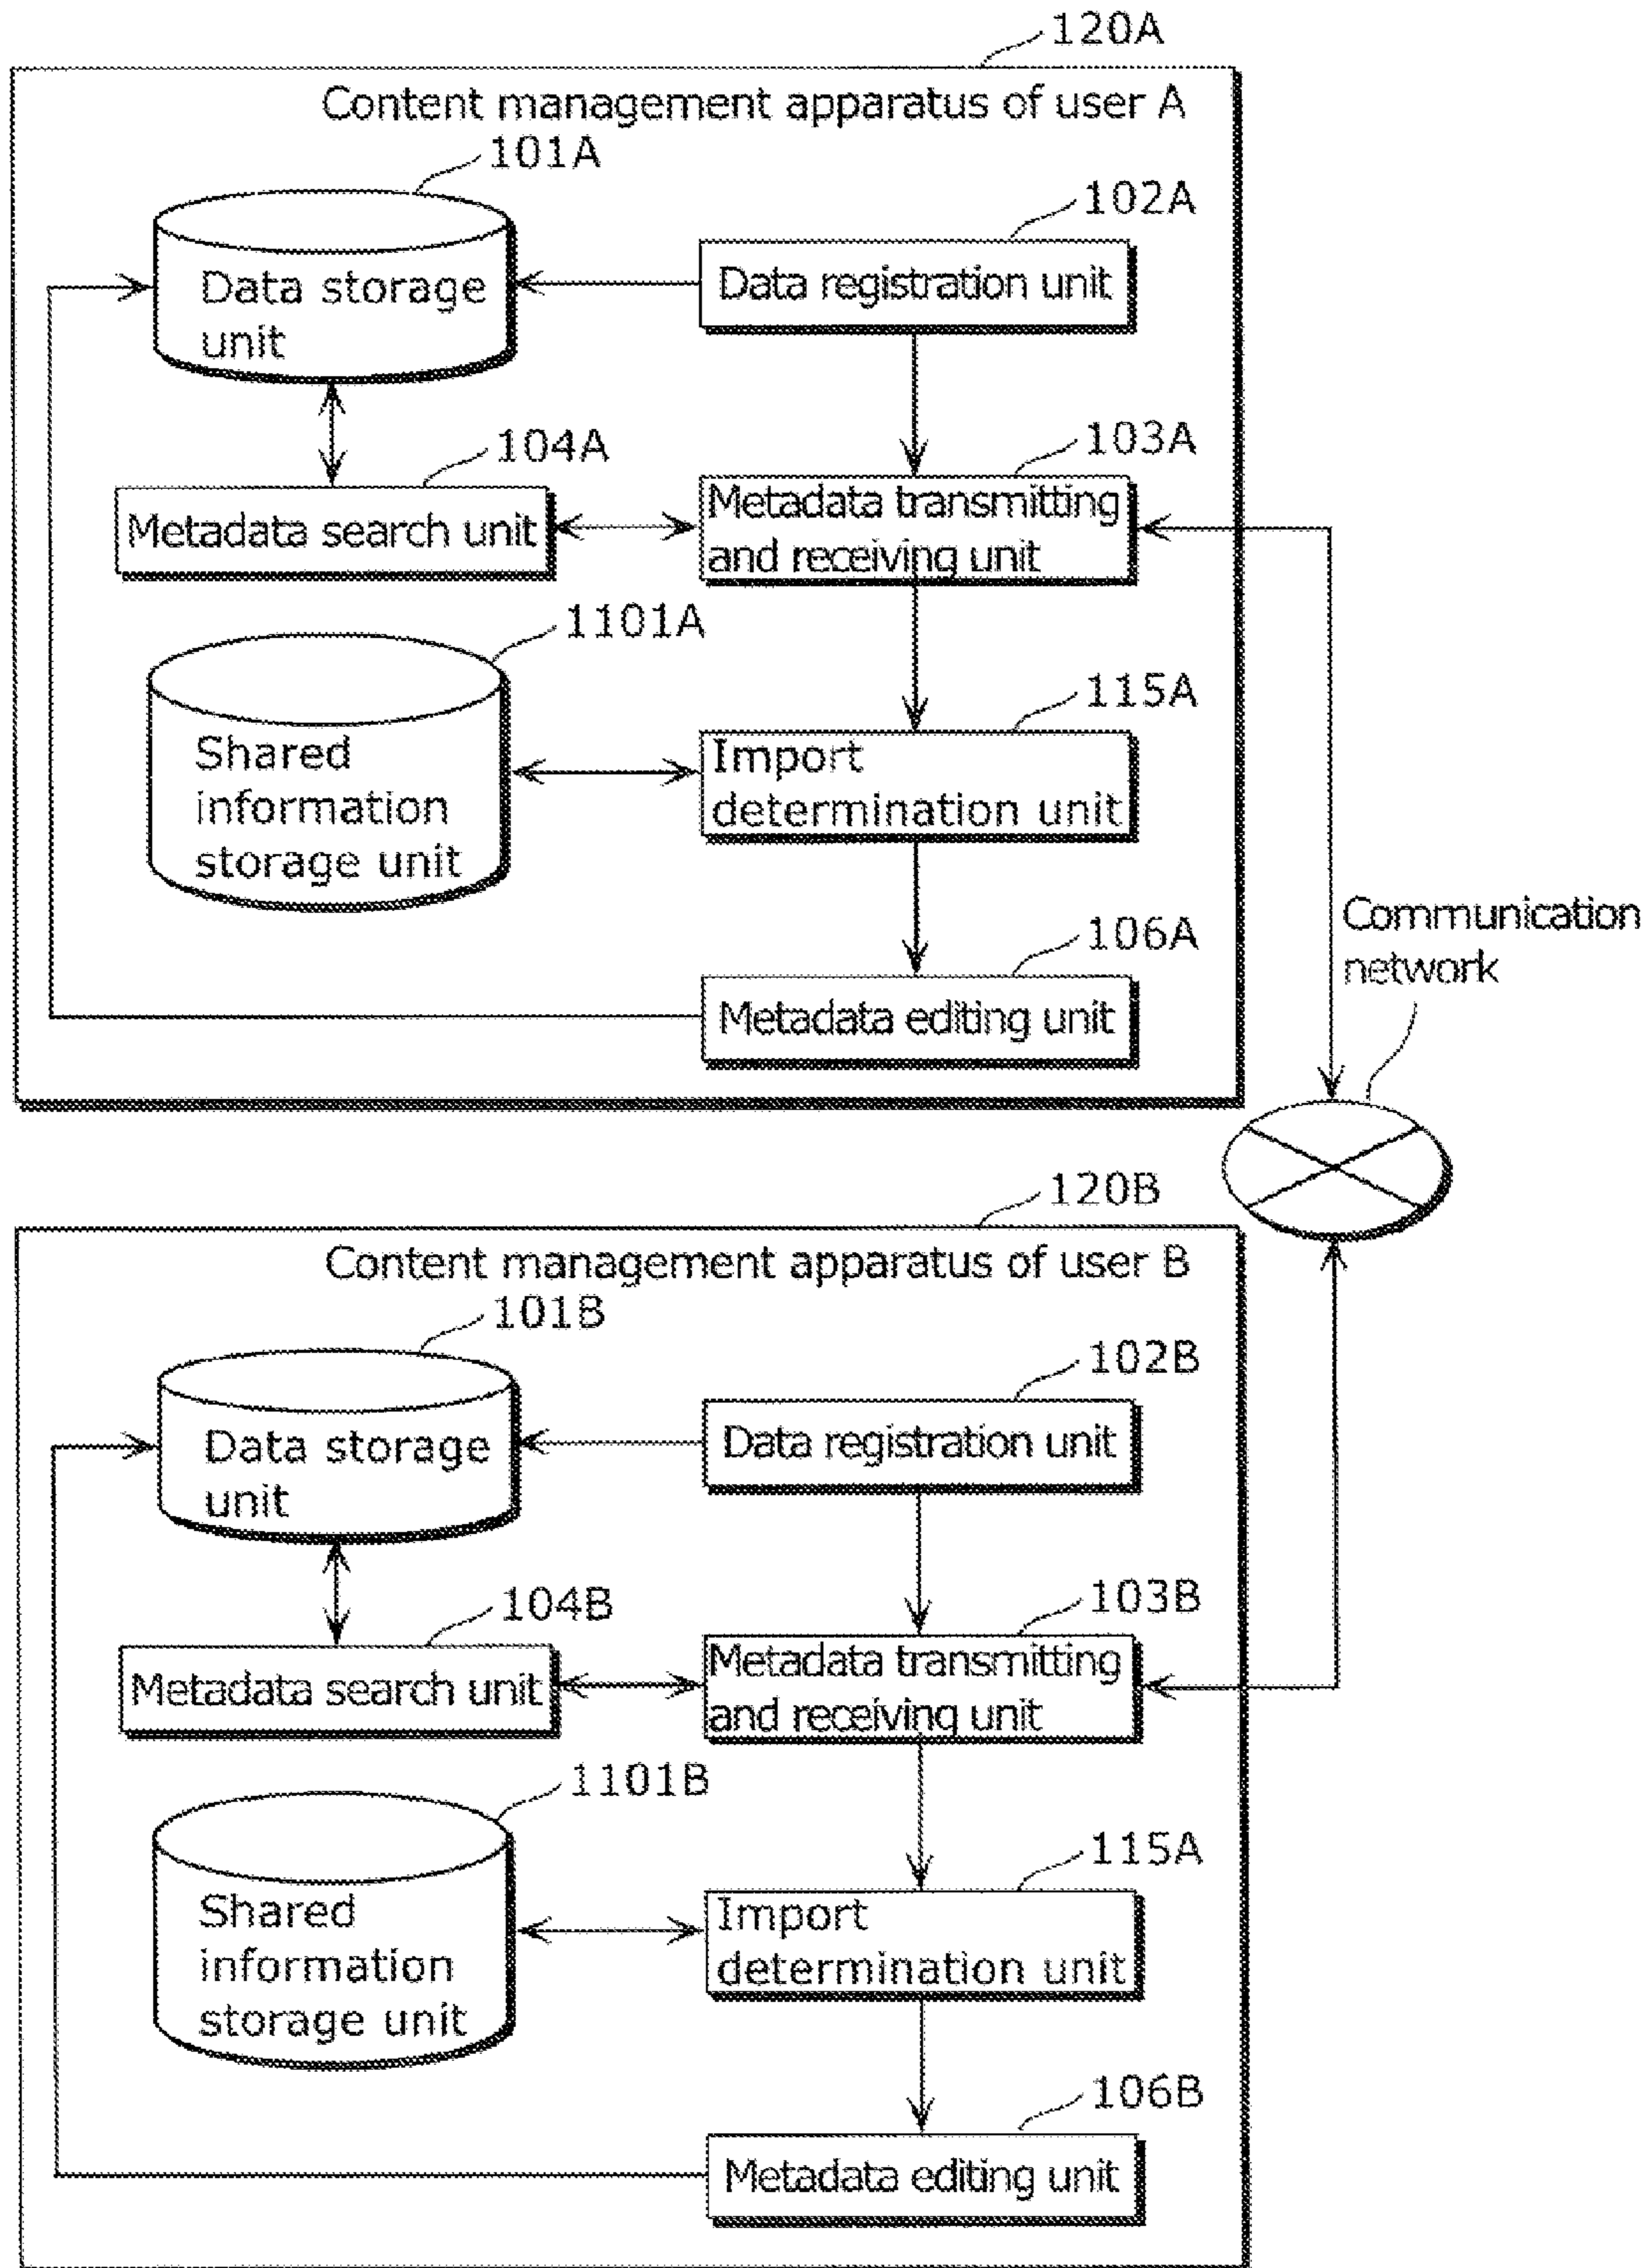 120A
Content management apparatus of user A
101A
102A
Data storage
unit
Data registration unit
104A
103A
Metadata search unit
Metadata transmitting
and receiving unit
1101A
115A
Shared
information
storage unit
Import
determination unit
106A
Metadata editing unit
Communication
network
120B
Content management apparatus of user B
101B
102B
Data storage
unit
Data registration unit
104B
103B
Metadata search unit
Metadata transmitting
and receiving unit
1101B
115A
Shared
information
storage unit
Import
determination unit
106B
Metadata editing unit